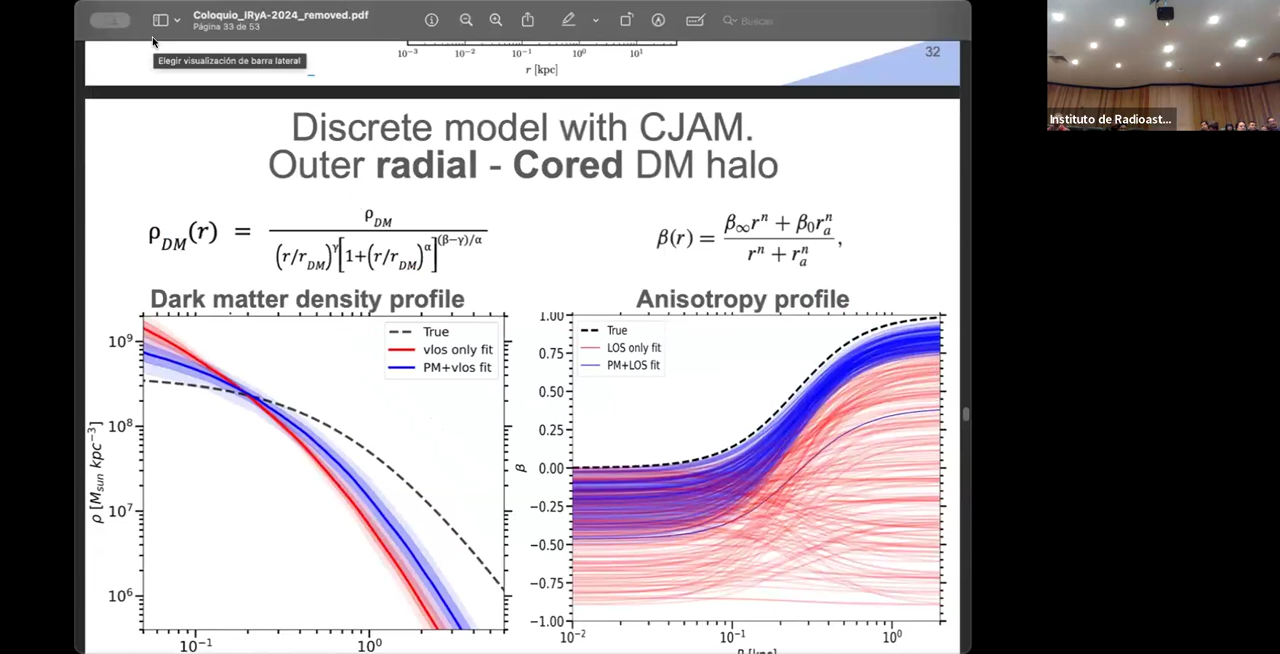 Coloquio_IRyA-2024_removed.pdf
Página 33 de 53
Buscar
Elegir visualización de barra lateral
10⁻³ 10⁻² 10⁻¹ 10⁰ 10¹
r [kpc]
32
Instituto de Radioast...
Discrete model with CJAM.
Outer radial - Cored DM halo
ρ_DM(r) = ρ_DM / (r/r_DM)^γ[1+(r/r_DM)^α]^(β−γ)/α
β(r) = β∞rⁿ + β₀rₐⁿ / rⁿ + rₐⁿ,
Dark matter density profile
True
vlos only fit
PM+vlos fit
10⁹
10⁸
10⁷
10⁶
ρ [M_sun kpc⁻³]
10⁻¹ 10⁰
Anisotropy profile
True
LOS only fit
PM+LOS fit
1.00
0.75
0.50
0.25
0.00
−0.25
−0.50
−0.75
−1.00
β
10⁻² 10⁻¹ 10⁰